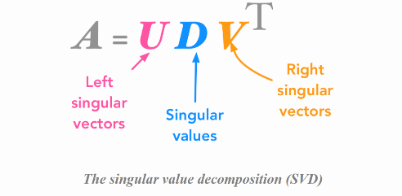 A = U D V^T
Left
singular
vectors
Singular
values
Right
singular
vectors
The singular value decomposition (SVD)